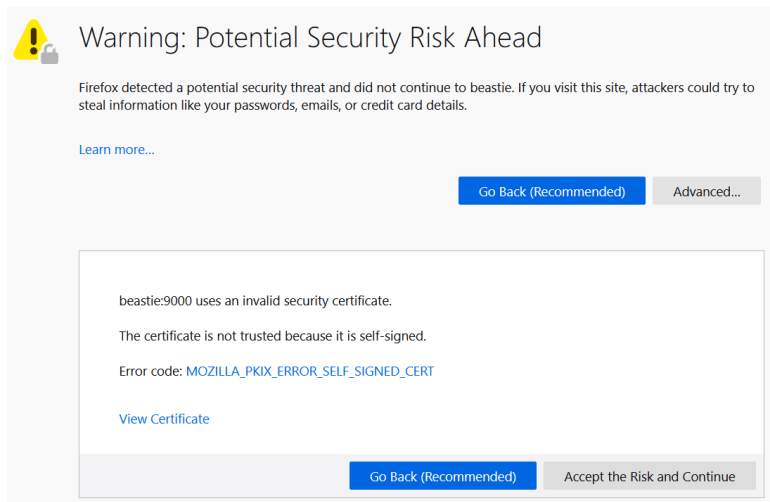 Warning: Potential Security Risk Ahead
Firefox detected a potential security threat and did not continue to beastie. If you visit this site, attackers could try to
steal information like your passwords, emails, or credit card details.
Learn more...
Go Back (Recommended)
Advanced...
beastie:9000 uses an invalid security certificate.
The certificate is not trusted because it is self-signed.
Error code: MOZILLA_PKIX_ERROR_SELF_SIGNED_CERT
View Certificate
Go Back (Recommended)
Accept the Risk and Continue